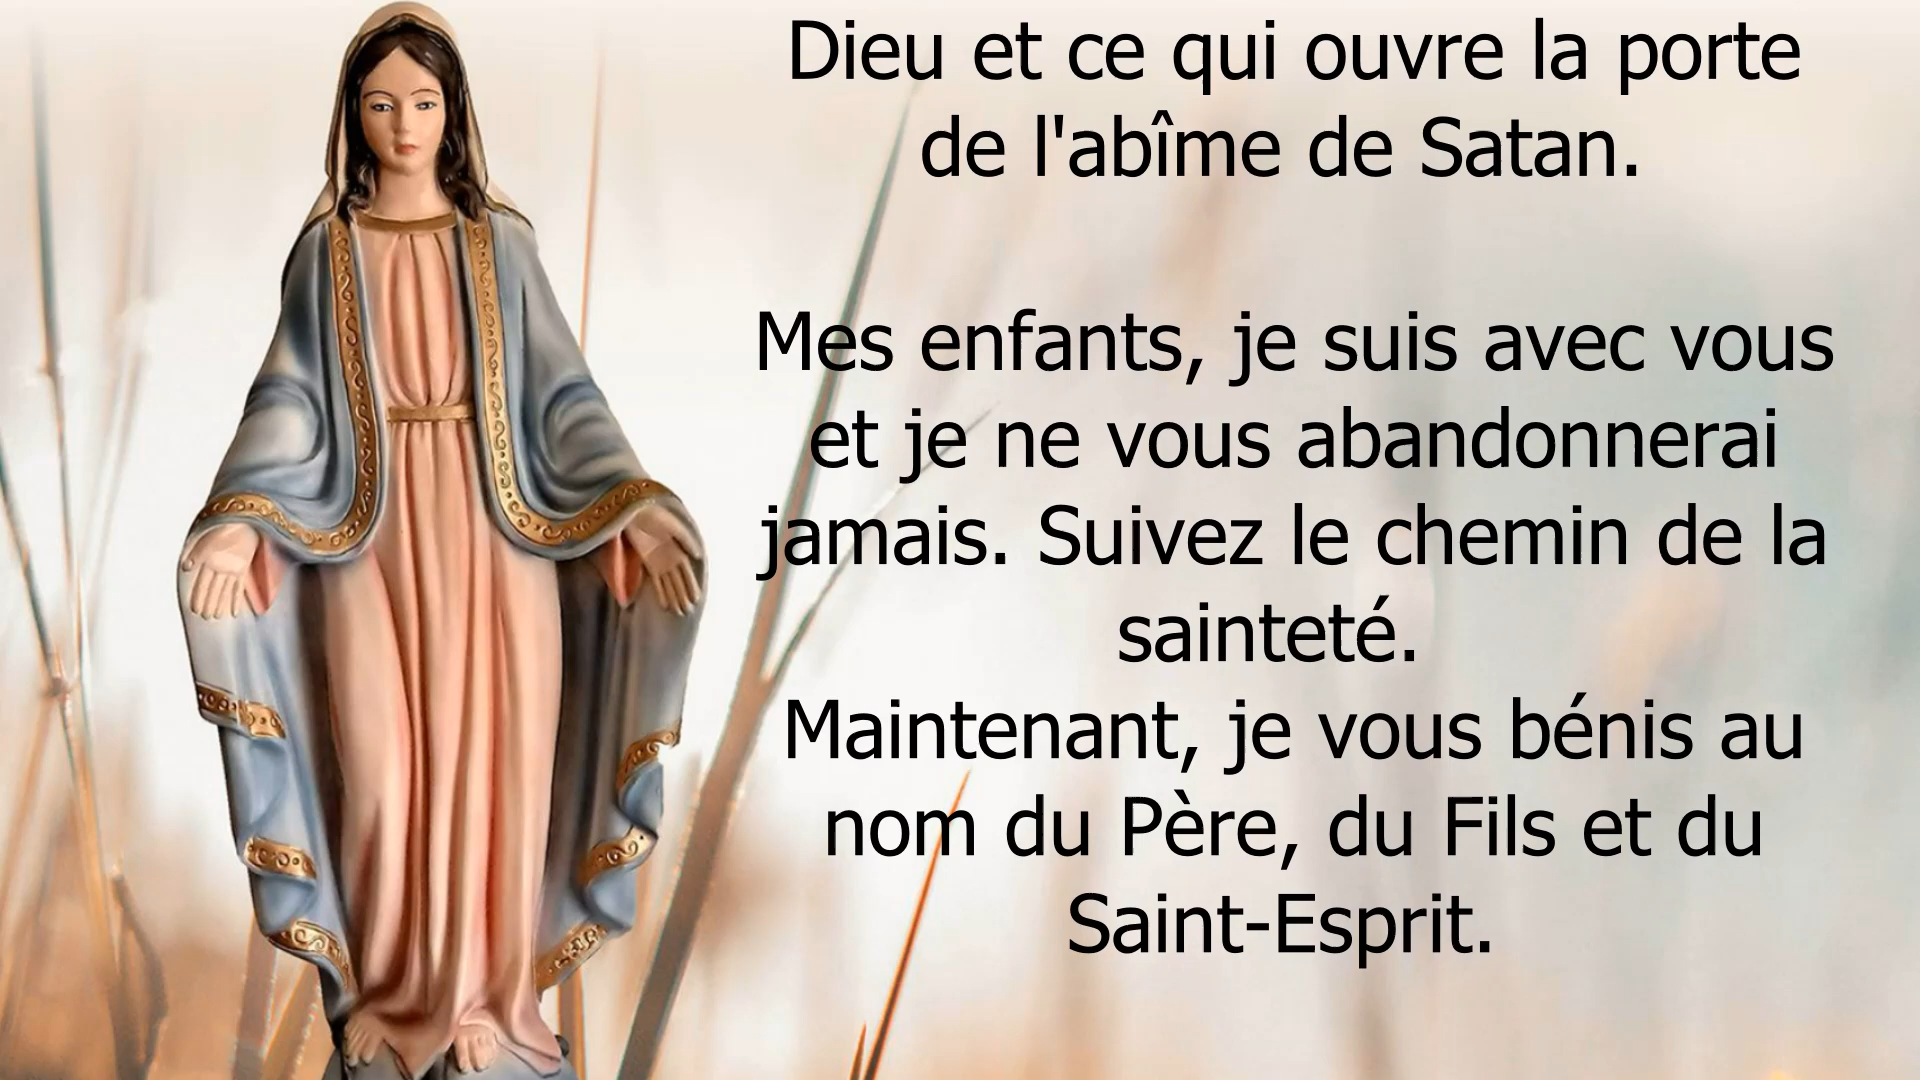 Dieu et ce qui ouvre la porte
de l'abîme de Satan.
Mes enfants, je suis avec vous
et je ne vous abandonnerai
jamais. Suivez le chemin de la
sainteté.
Maintenant, je vous bénis au
nom du Père, du Fils et du
Saint-Esprit.